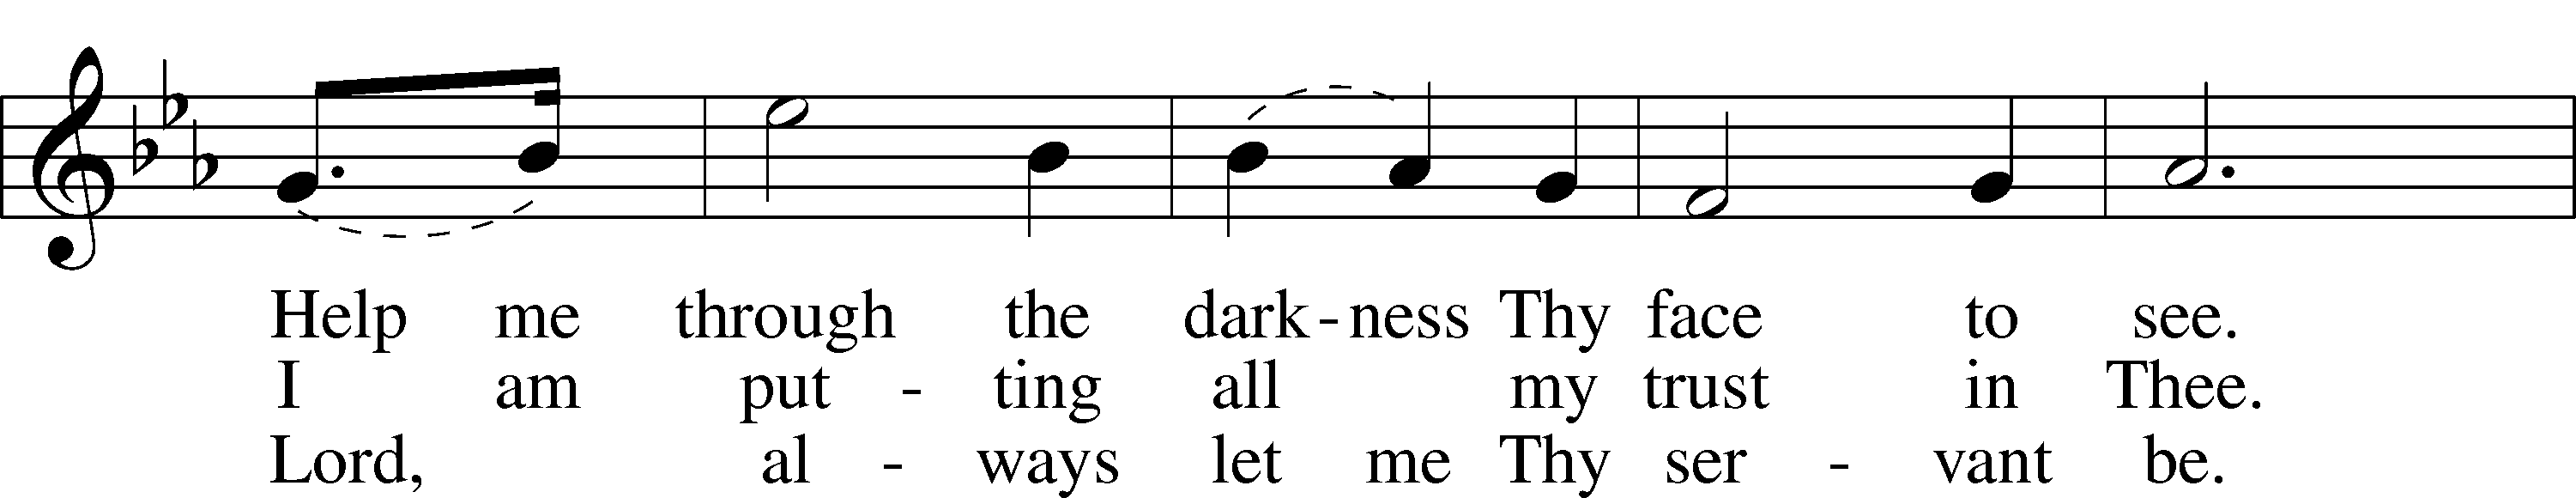 Help me through the dark-ness Thy face to see.
I am put - ting all my trust in Thee.
Lord, al - ways let me Thy ser - vant be.